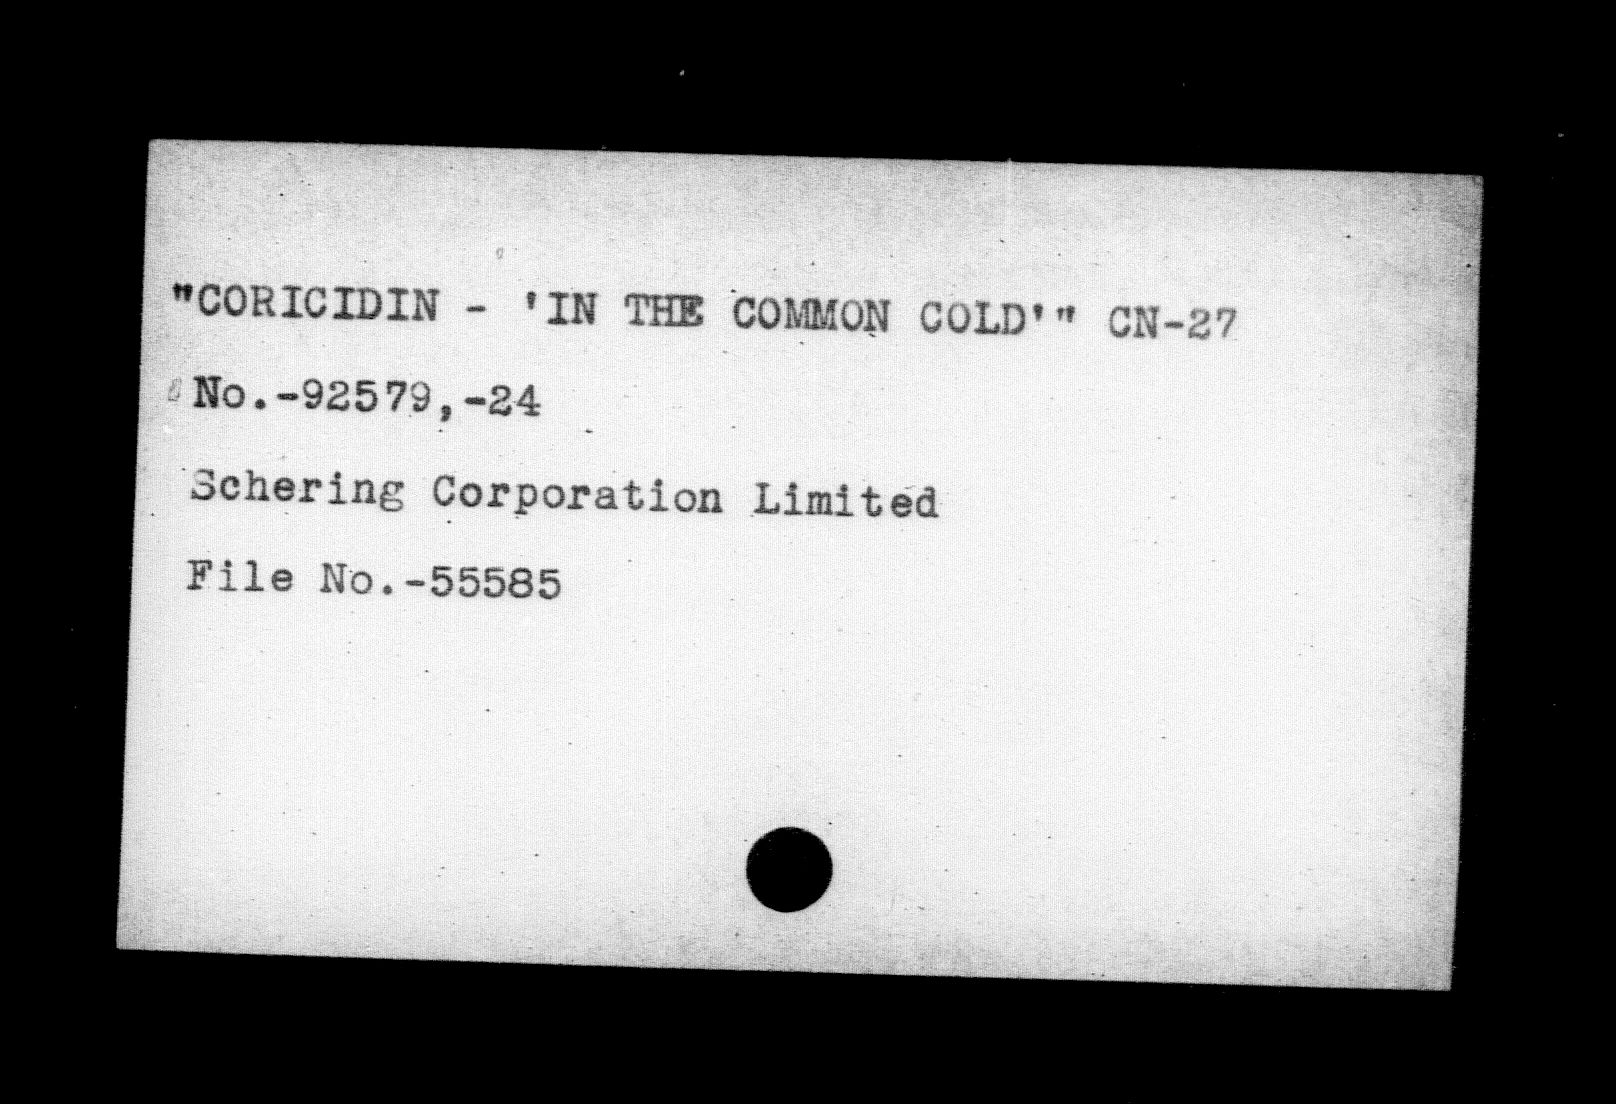 "CORICIDIN - 'IN THE COMMON COLD'" CN-27
No.-92579,-24
Schering Corporation Limited
File No.-55585